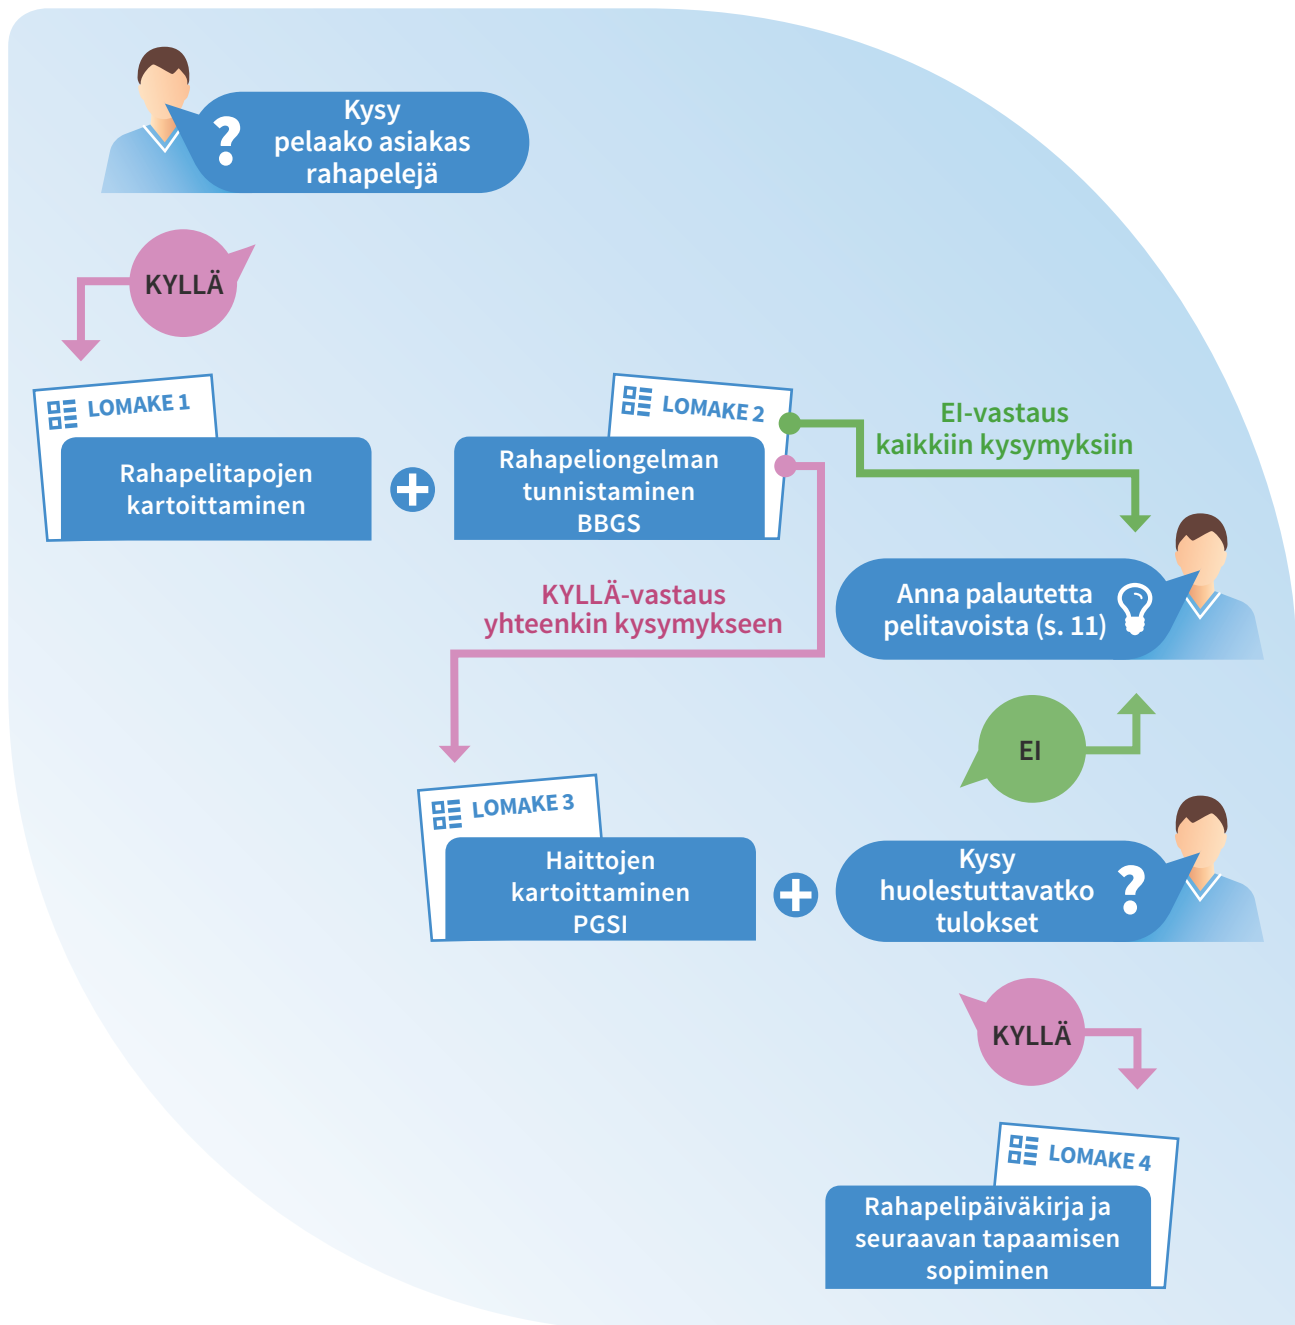 ?
Kysy
pelaako asiakas
rahapelejä
KYLLÄ
LOMAKE 1
Rahapelitapojen
kartoittaminen
LOMAKE 2
Rahapeliongelman
tunnistaminen
BBGS
EI-vastaus
kaikkiin kysymyksiin
KYLLÄ-vastaus
yhteenkin kysymykseen
Anna palautetta
pelitavoista (s. 11)
EI
LOMAKE 3
Haittojen
kartoittaminen
PGSI
Kysy
huolestuttavatko
tulokset
?
KYLLÄ
LOMAKE 4
Rahapelipäiväkirja ja
seuraavan tapaamisen
sopiminen